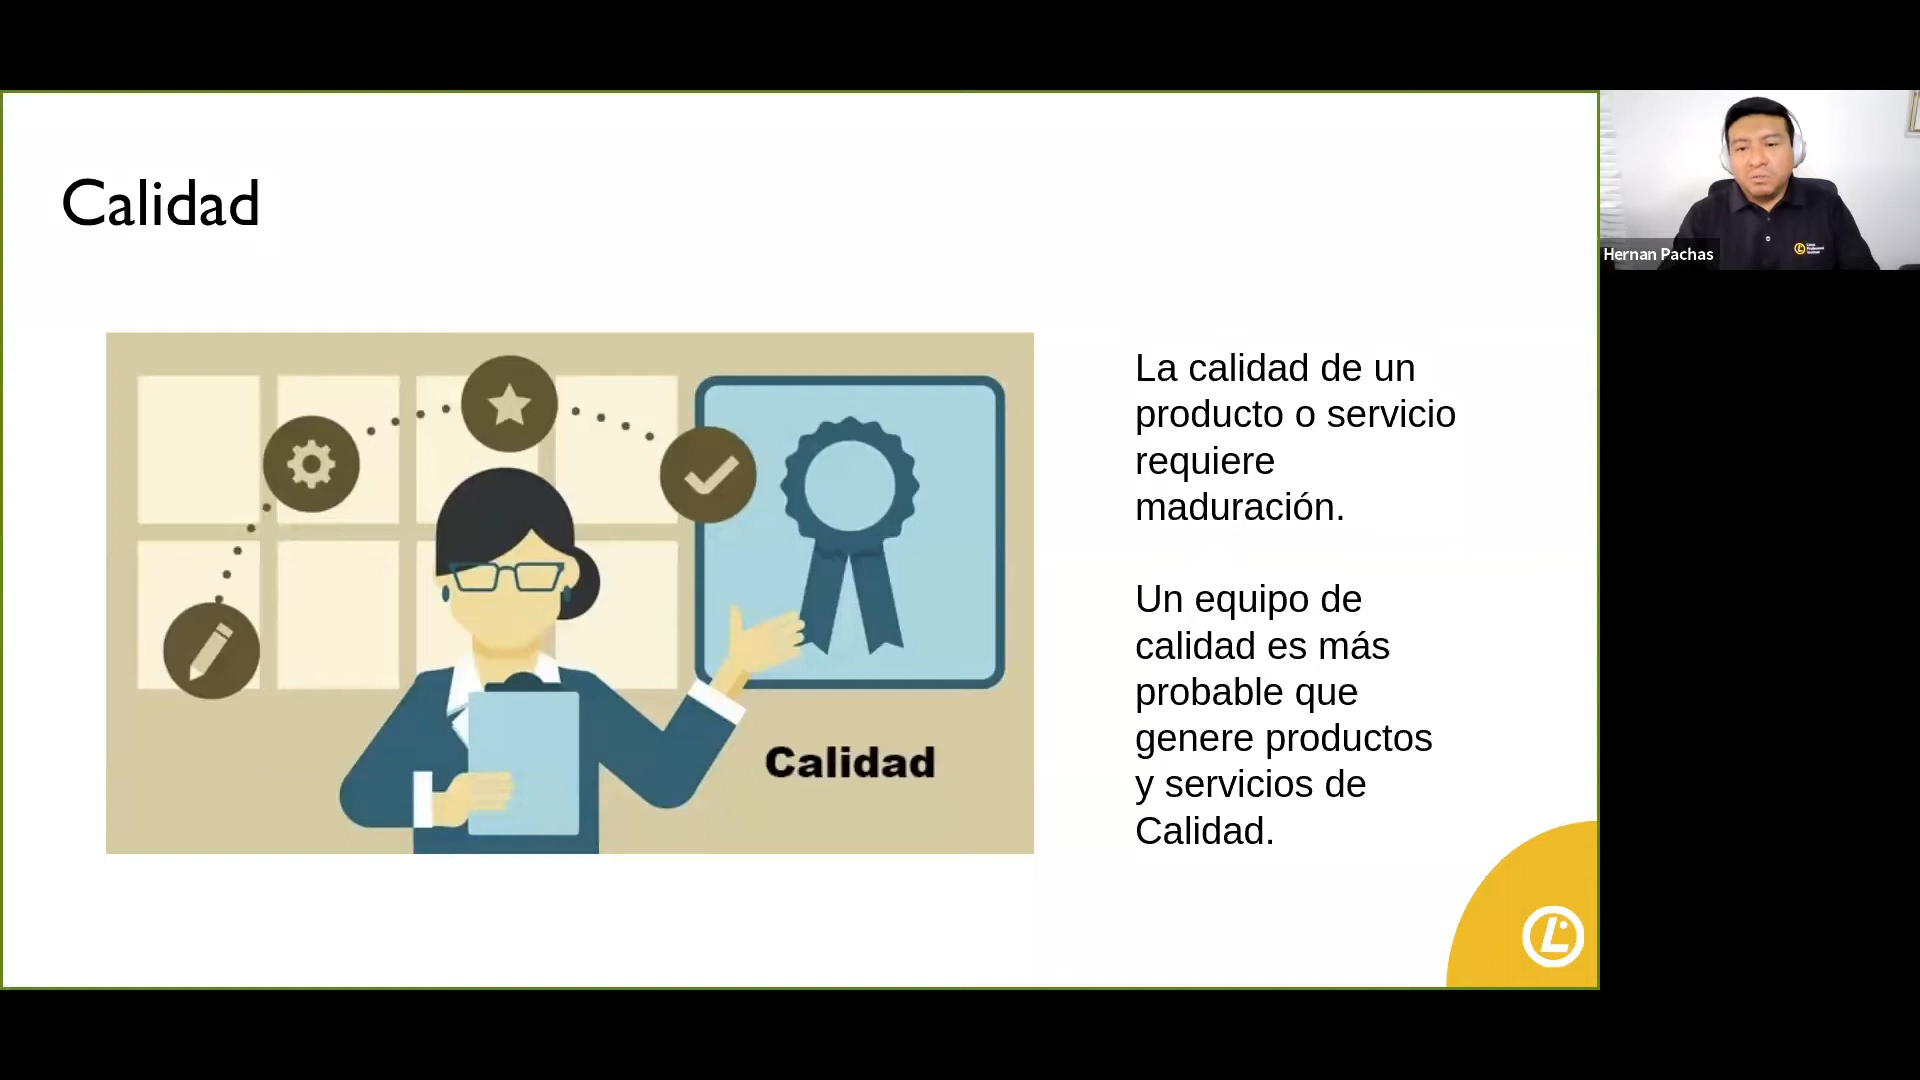 Calidad
Calidad
La calidad de un
producto o servicio
requiere
maduración.
Un equipo de
calidad es más
probable que
genere productos
y servicios de
Calidad.
Hernan Pachas